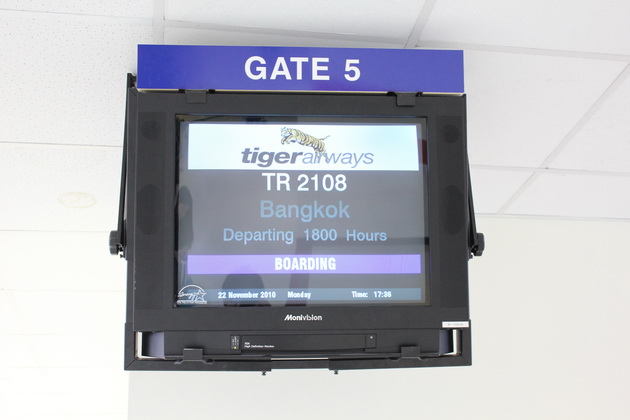 GATE 5
tigerairways
TR 2108
Bangkok
Departing 1800 Hours
BOARDING
22 November 2010 Monday Time: 17:36
Monivision